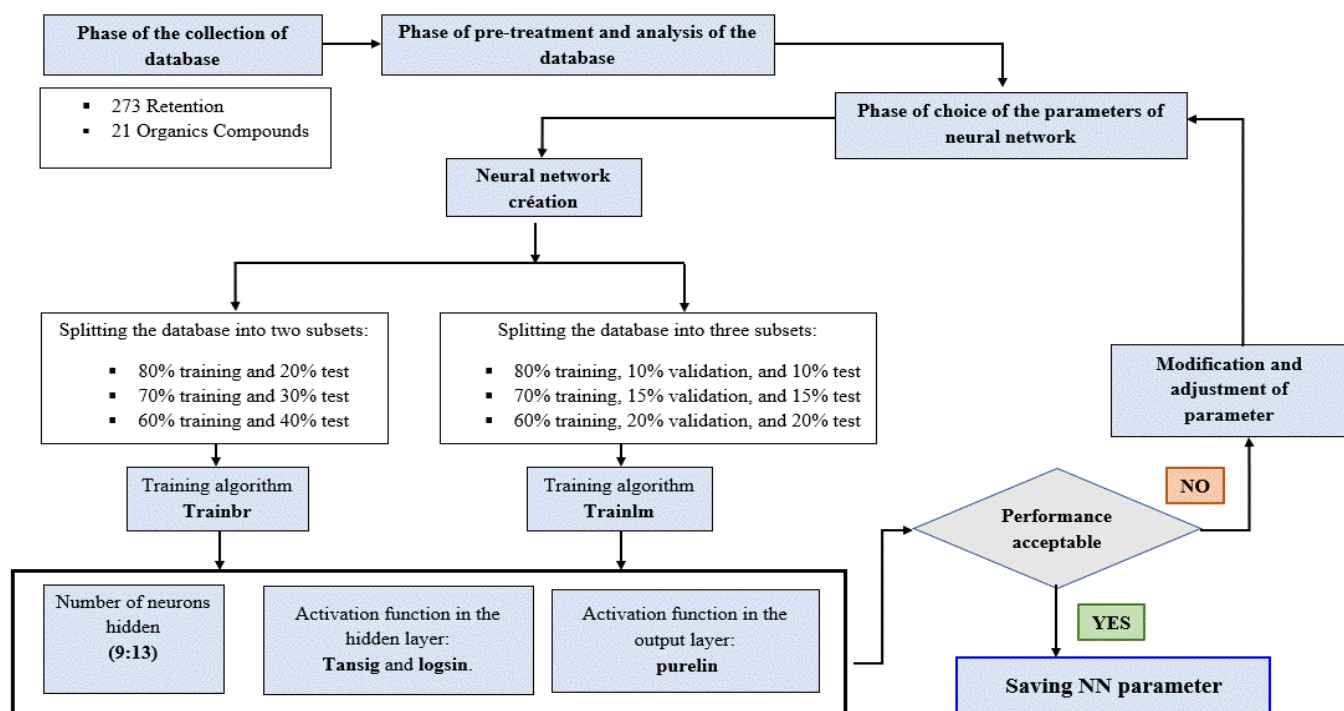 Phase of the collection of
database
Phase of pre-treatment and analysis of the
database
▪ 273 Retention
▪ 21 Organics Compounds
Phase of choice of the parameters of
neural network
Neural network
création
Splitting the database into two subsets:
▪ 80% training and 20% test
▪ 70% training and 30% test
▪ 60% training and 40% test
Splitting the database into three subsets:
▪ 80% training, 10% validation, and 10% test
▪ 70% training, 15% validation, and 15% test
▪ 60% training, 20% validation, and 20% test
Modification and
adjustment of
parameter
Training algorithm
Trainbr
Training algorithm
Trainlm
NO
Performance
acceptable
Number of neurons
hidden
(9:13)
Activation function in the
hidden layer:
Tansig and logsin.
Activation function in the
output layer:
purelin
YES
Saving NN parameter